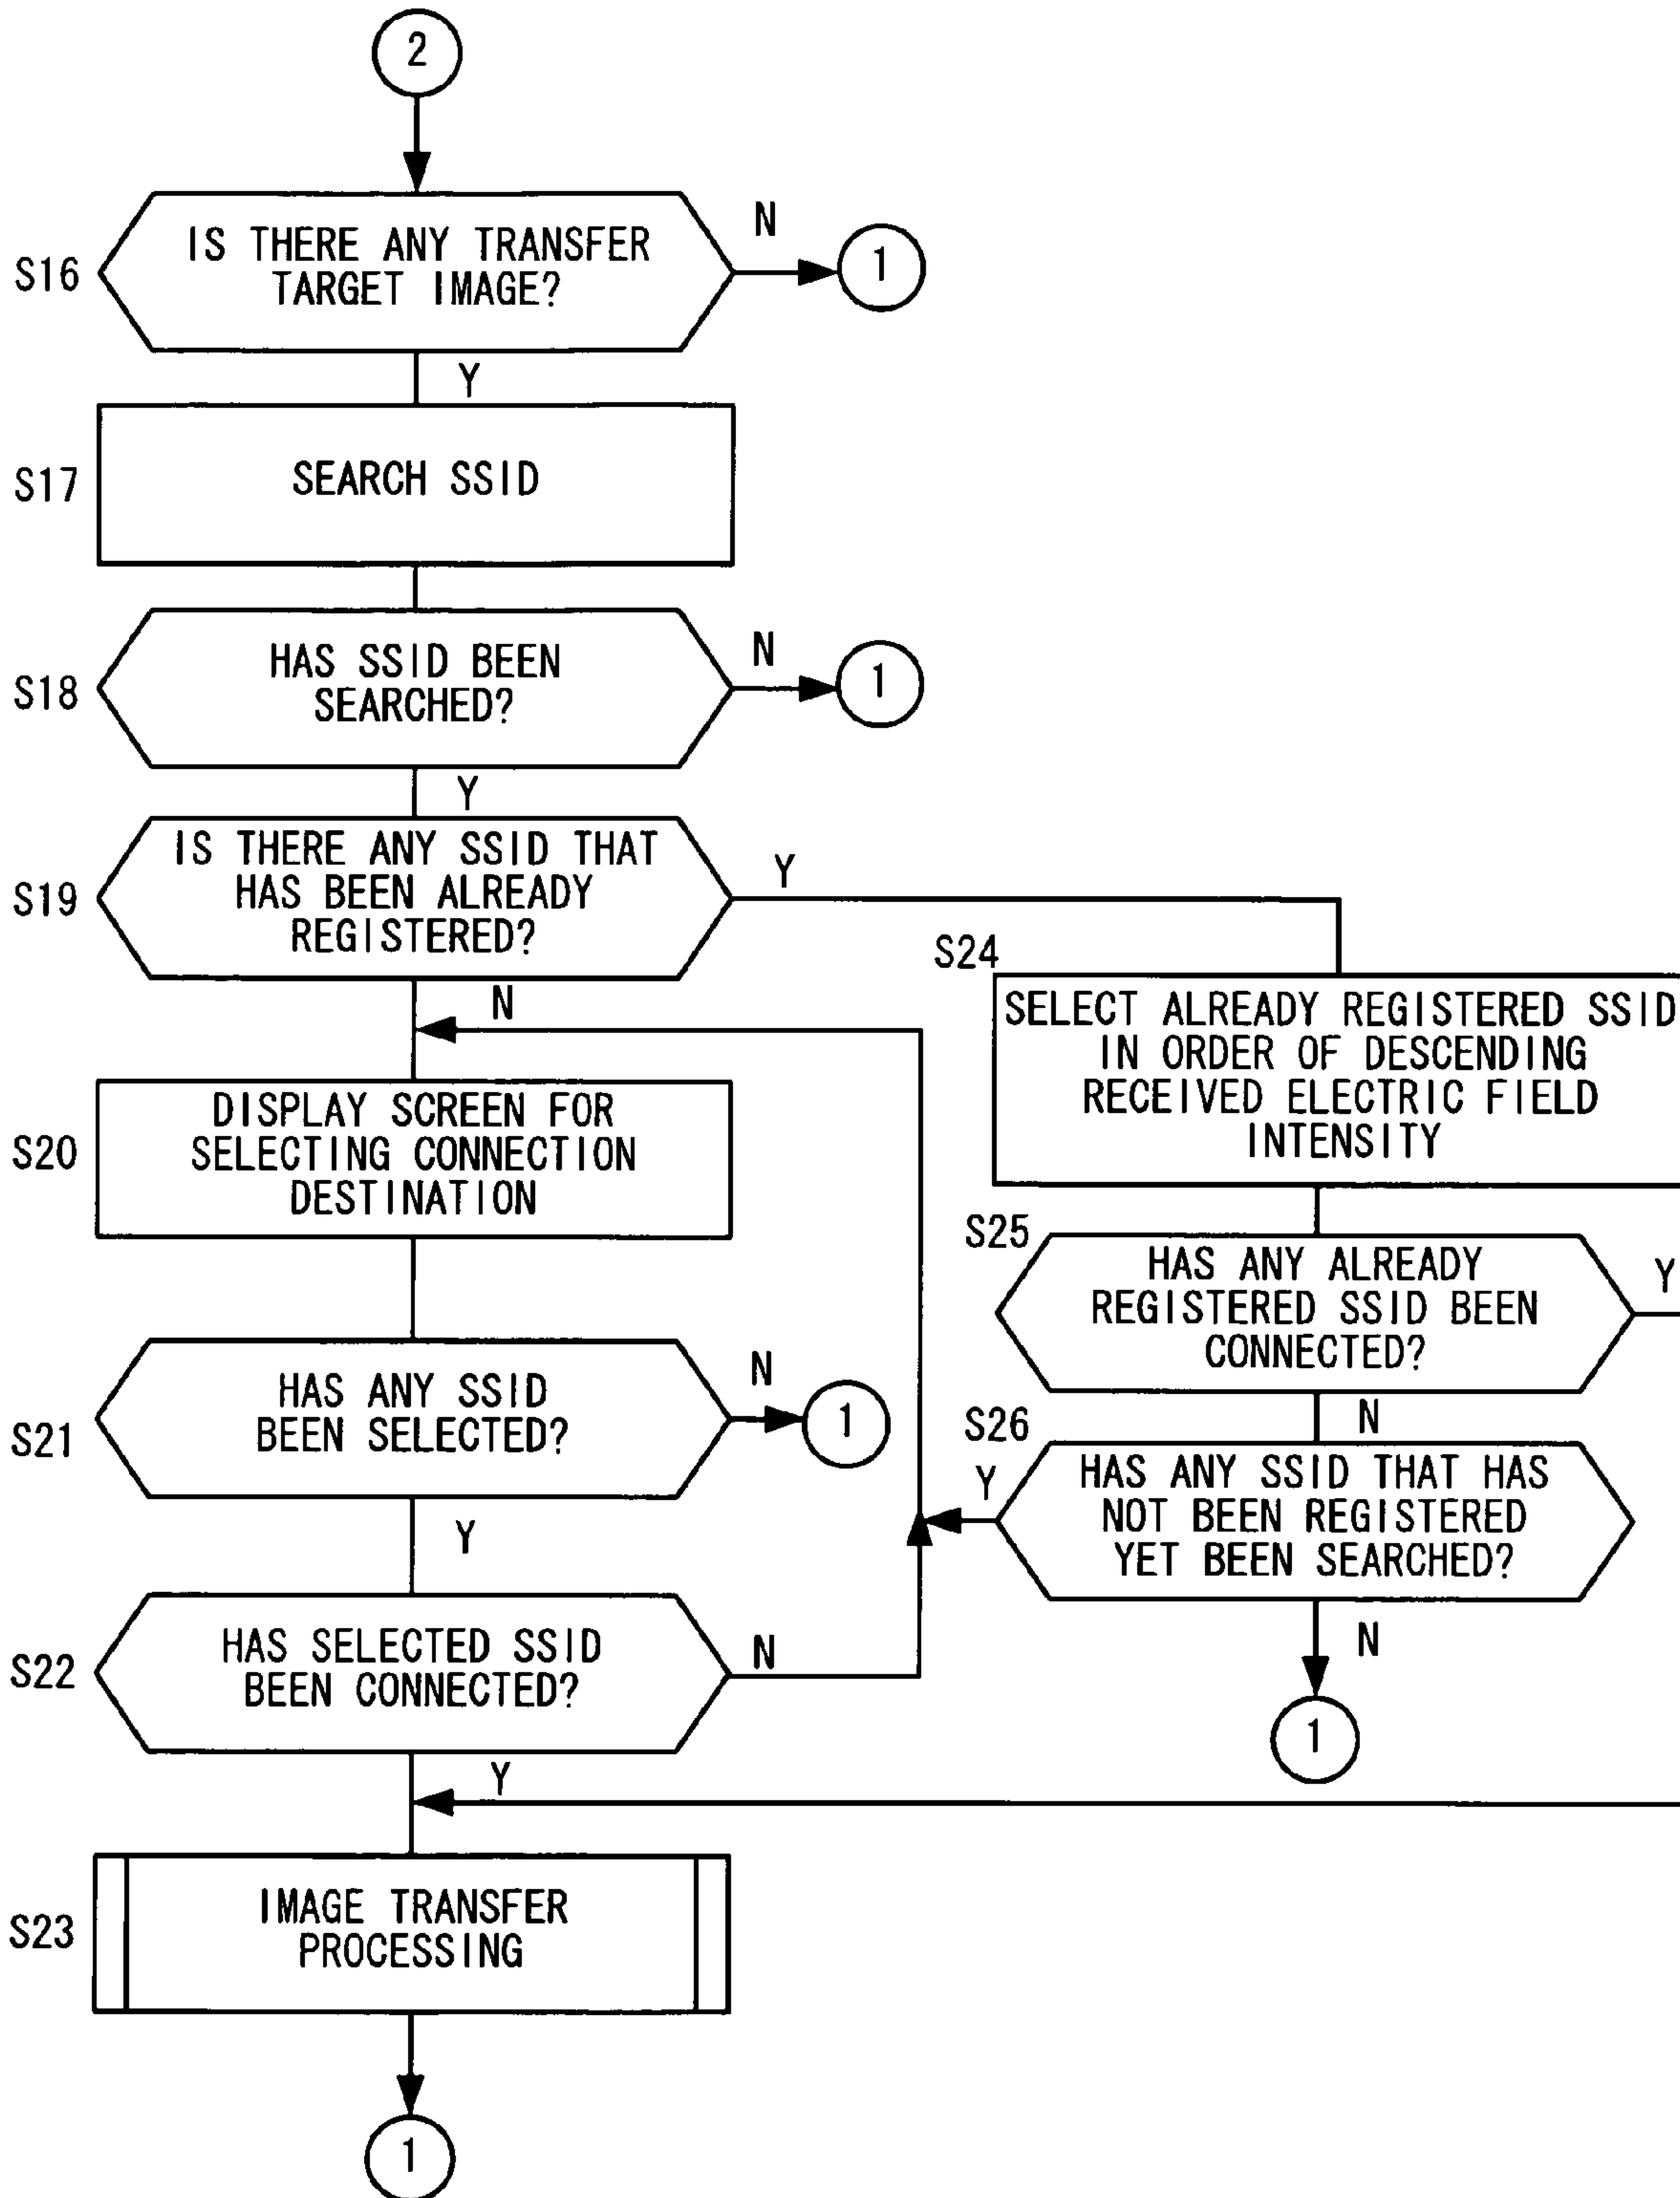 2
IS THERE ANY TRANSFER
TARGET IMAGE?
S16
N
1
Y
S17
SEARCH SSID
S18
HAS SSID BEEN
SEARCHED?
N
1
Y
S19
IS THERE ANY SSID THAT
HAS BEEN ALREADY
REGISTERED?
Y
N
S20
DISPLAY SCREEN FOR
SELECTING CONNECTION
DESTINATION
S21
HAS ANY SSID
BEEN SELECTED?
N
1
Y
S22
HAS SELECTED SSID
BEEN CONNECTED?
N
Y
S23
IMAGE TRANSFER
PROCESSING
1
S24
SELECT ALREADY REGISTERED SSID
IN ORDER OF DESCENDING
RECEIVED ELECTRIC FIELD
INTENSITY
S25
HAS ANY ALREADY
REGISTERED SSID BEEN
CONNECTED?
Y
N
S26
HAS ANY SSID THAT HAS
NOT BEEN REGISTERED
YET BEEN SEARCHED?
Y
N
1